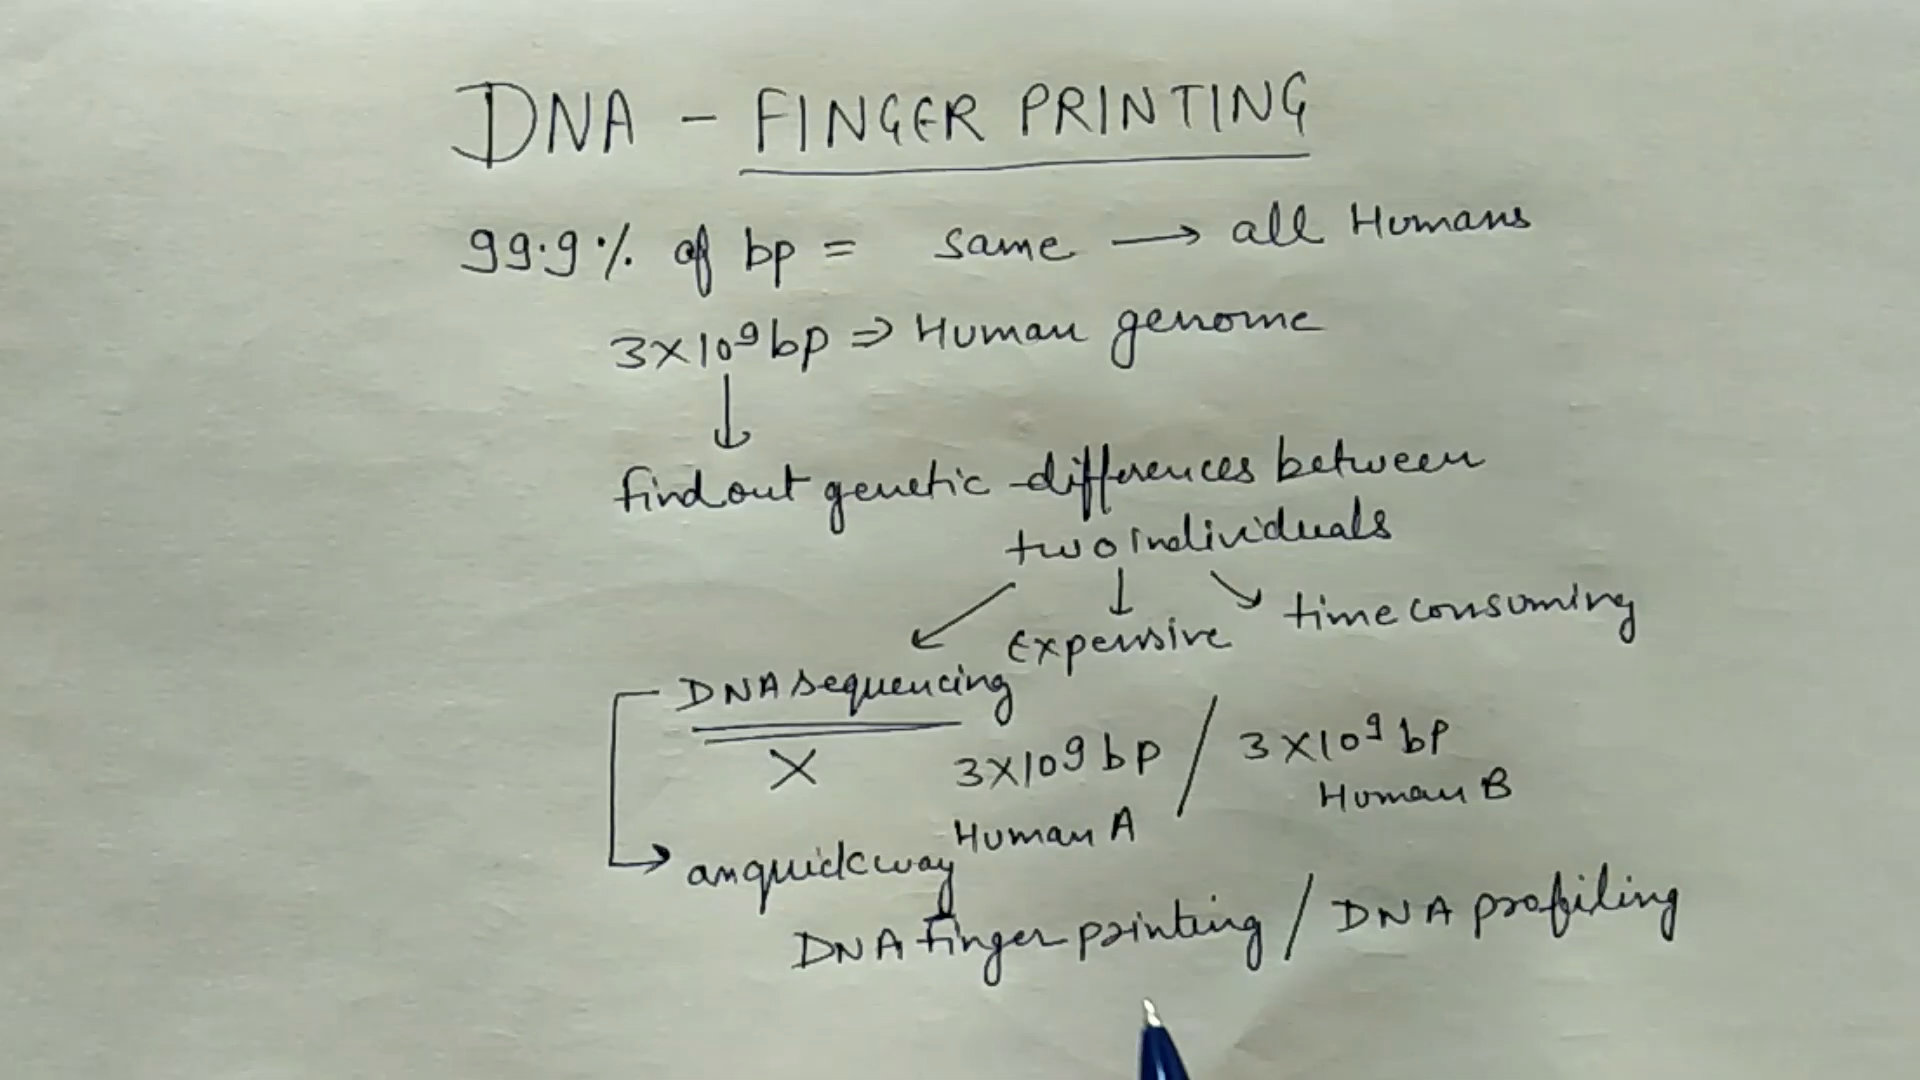 DNA - FINGER PRINTING
99.9% of bp = same → all Humans
3×10⁹ bp ⇒ Human genome
↓
find out genetic differences between
two individuals
Expensive
time consuming
DNA sequencing
X
3×10⁹ bp / 3×10⁹ bp
Human A
Human B
an quick way
DNA Finger printing / DNA profiling